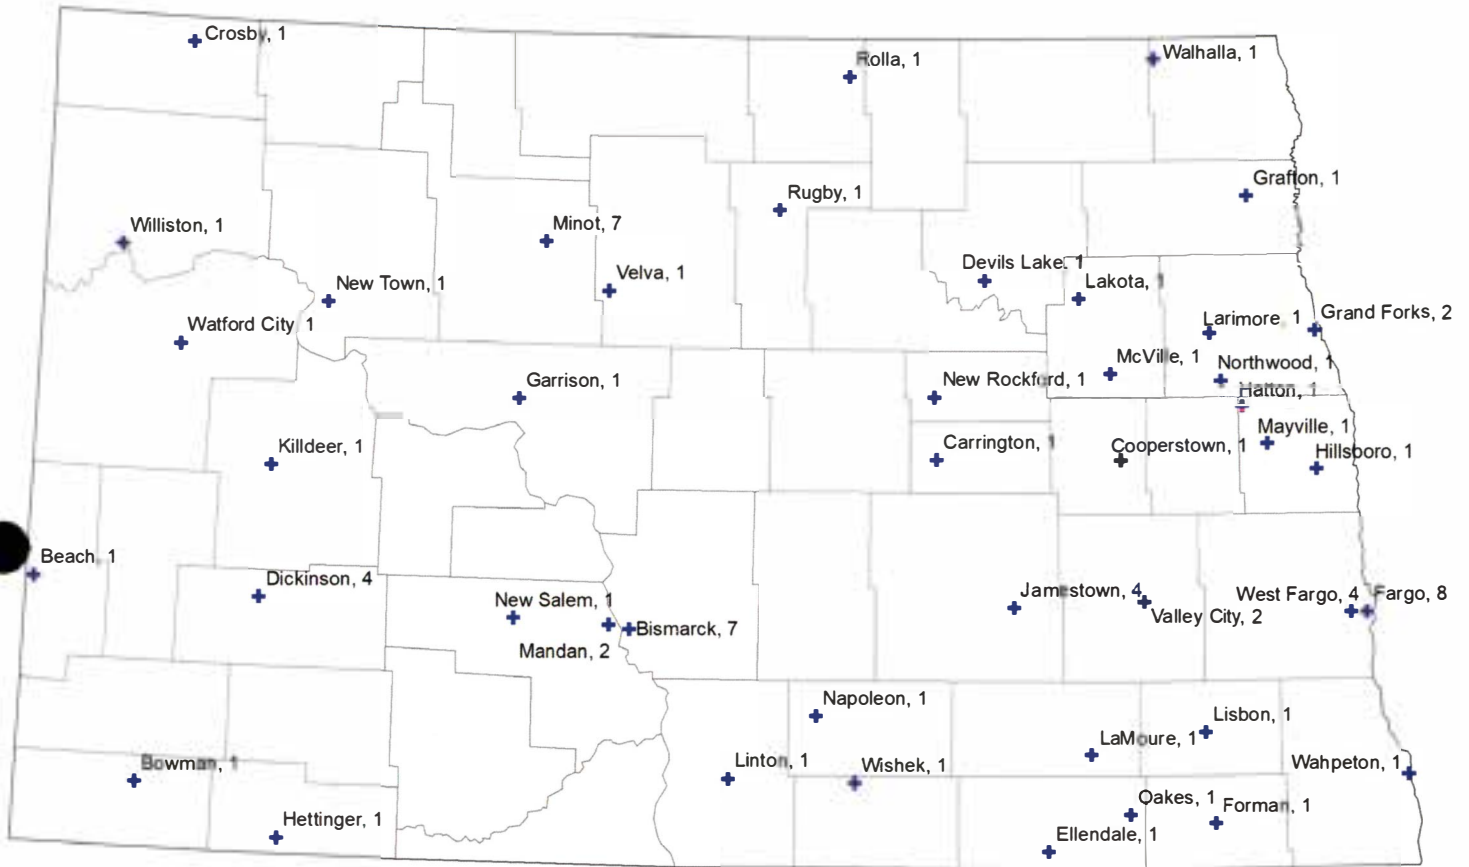 Crosby, 1
Rolla, 1
Walhalla, 1
Grafton, 1
Rugby, 1
Williston, 1
Minot, 7
Velva, 1
Devils Lake, 1
New Town, 1
Lakota, 1
Watford City, 1
Larimore, 1
Grand Forks, 2
McVille, 1
Northwood, 1
Garrison, 1
New Rockford, 1
Hatton, 1
Killdeer, 1
Carrington, 1
Cooperstown, 1
Mayville, 1
Hillsboro, 1
Beach, 1
Dickinson, 4
New Salem, 1
Jamestown, 4
West Fargo, 4
Fargo, 8
Bismarck, 7
Valley City, 2
Mandan, 2
Napoleon, 1
Lisbon, 1
LaMoure, 1
Bowman, 1
Linton, 1
Wishek, 1
Wahpeton, 1
Oakes, 1
Forman, 1
Hettinger, 1
Ellendale, 1